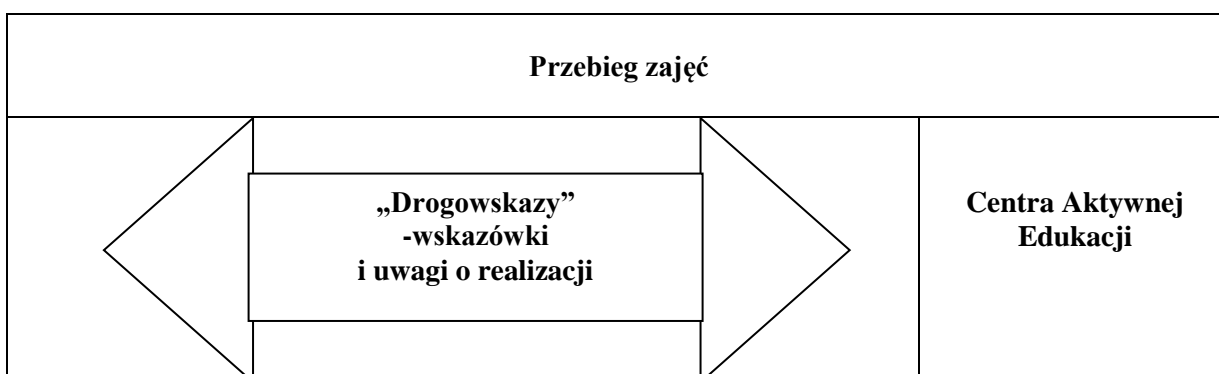 Przebieg zajęć
„Drogowskazy”
-wskazówki
i uwagi o realizacji
Centra Aktywnej
Edukacji